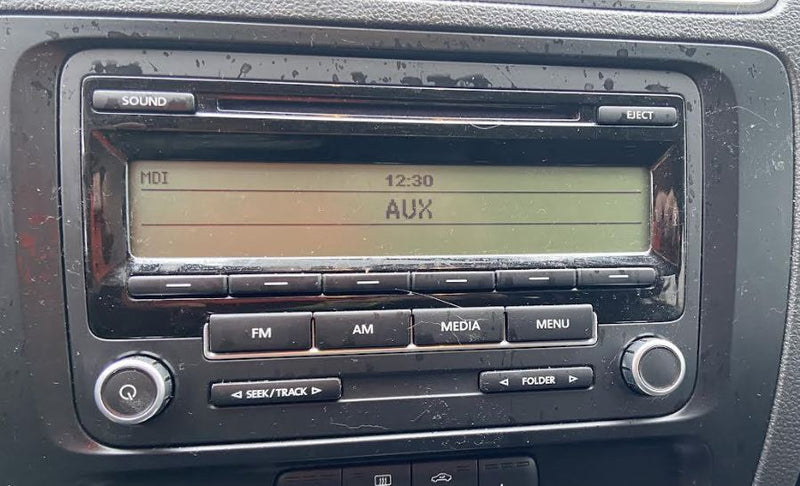 SOUND
EJECT
MDI 12:30
AUX
FM AM MEDIA MENU
SEEK/TRACK FOLDER